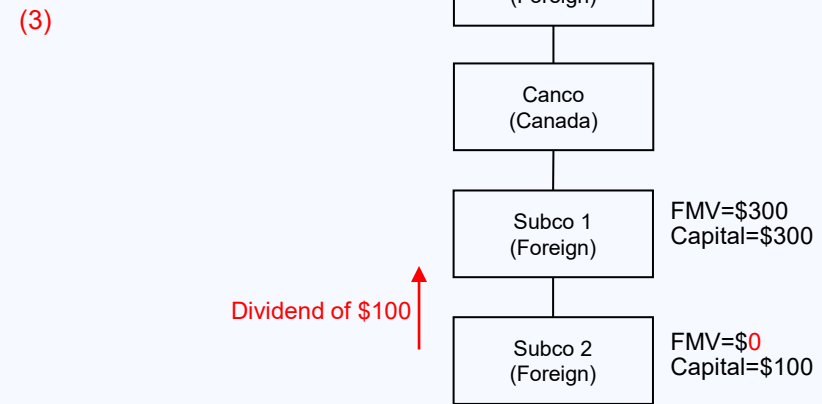 (3)
(Foreign)
Canco
(Canada)
Subco 1
(Foreign)
FMV=$300
Capital=$300
Dividend of $100
Subco 2
(Foreign)
FMV=$0
Capital=$100